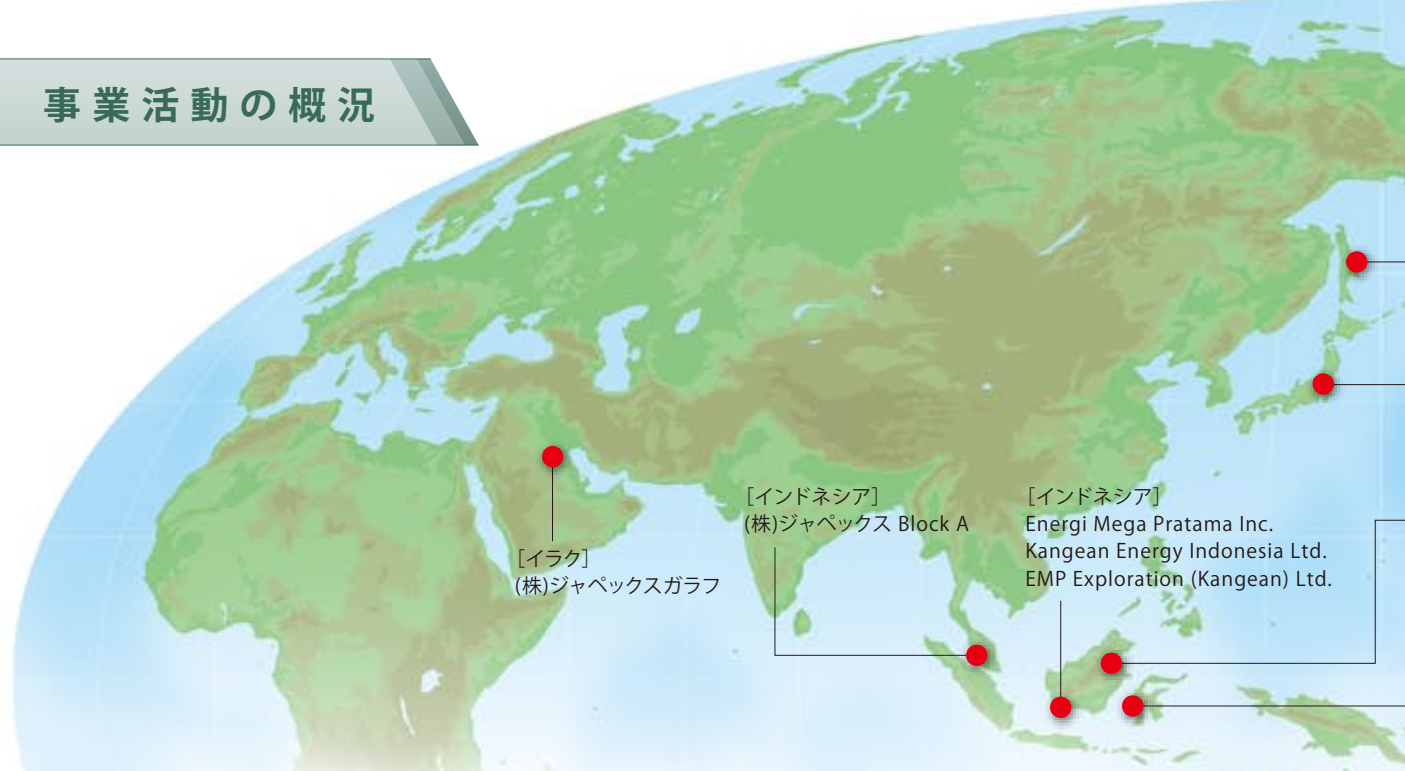 事業活動の概況
[イラク]
(株)ジャペックスガラフ
[インドネシア]
(株)ジャペックス Block A
[インドネシア]
Energi Mega Pratama Inc.
Kangean Energy Indonesia Ltd.
EMP Exploration (Kangean) Ltd.